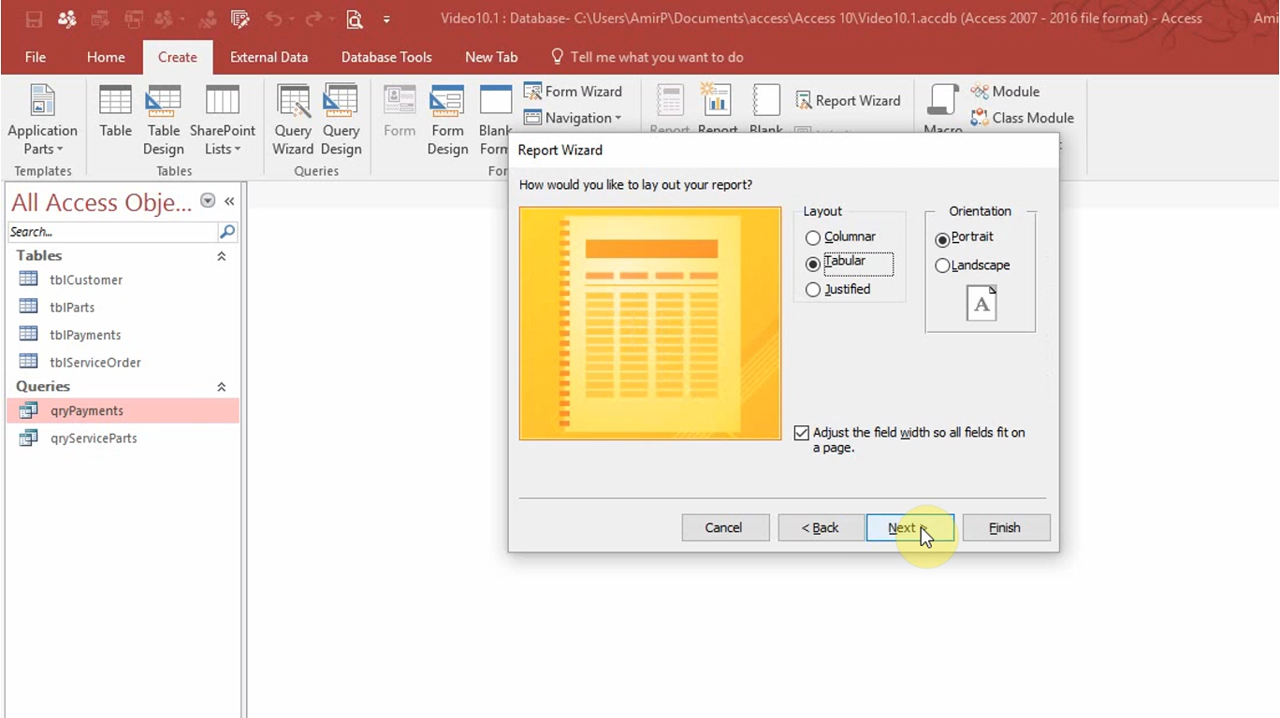 Video10.1 : Database- C:\Users\AmirP\Documents\access\Access 10\Video10.1.accdb (Access 2007 - 2016 file format) - Access
File Home Create External Data Database Tools New Tab Tell me what you want to do
Application Parts
Table
Table Design
SharePoint Lists
Query Wizard
Query Design
Form
Form Design
Blank
Form Wizard
Navigation
Report
Report
Blank
Report Wizard
Macro
Module
Class Module
Templates
Tables
Queries
All Access Obje...
Search...
Tables
tblCustomer
tblParts
tblPayments
tblServiceOrder
Queries
qryPayments
qryServiceParts
Report Wizard
How would you like to lay out your report?
Layout
Columnar
Tabular
Justified
Orientation
Portrait
Landscape
A
Adjust the field width so all fields fit on
a page.
Cancel
< Back
Next >
Finish